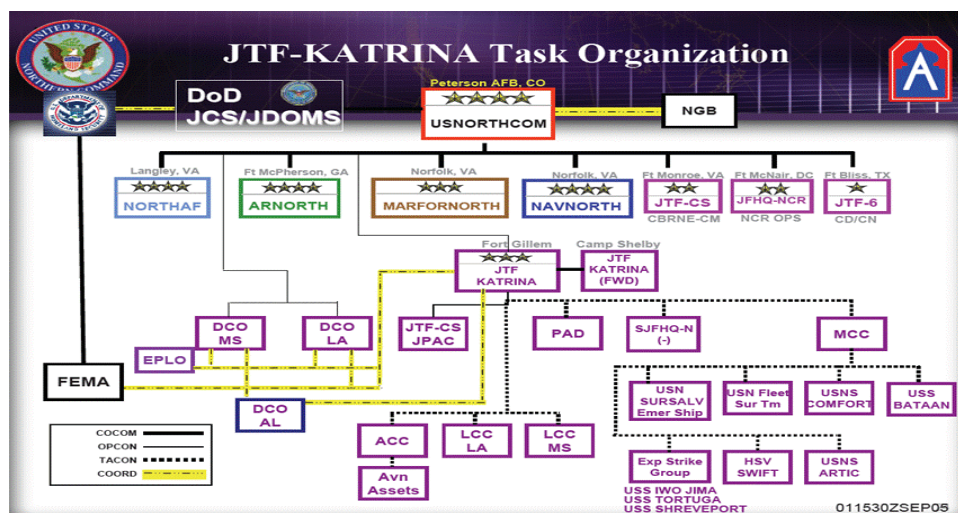 UNITED STATES
NORTHERN COMMAND
JTF-KATRINA Task Organization
A
Peterson AFB, CO
DoD
JCS/JDOMS
USNORTHCOM
NGB
Langley, VA
NORTHAF
Ft McPherson, GA
ARNORTH
Norfolk, VA
MARFORNORTH
Norfolk, VA
NAVNORTH
Ft Monroe, VA
JTF-CS
CBRNE-CM
Ft McNair, DC
JFHQ-NCR
NCR OPS
Ft Bliss, TX
JTF-6
CD/CN
Fort Gillem
JTF
KATRINA
Camp Shelby
JTF
KATRINA
(FWD)
DCO
MS
DCO
LA
JTF-CS
JPAC
PAD
SJFHQ-N
(-)
MCC
EPLO
FEMA
DCO
AL
USN
SURSALV
Emer Ship
USN Fleet
Sur Tm
USNS
COMFORT
USS
BATAAN
ACC
LCC
LA
LCC
MS
Avn
Assets
Exp Strike
Group
HSV
SWIFT
USNS
ARTIC
USS IWO JIMA
USS TORTUGA
USS SHREVEPORT
COCOM
OPCON
TACON
COORD
011530ZSEP05